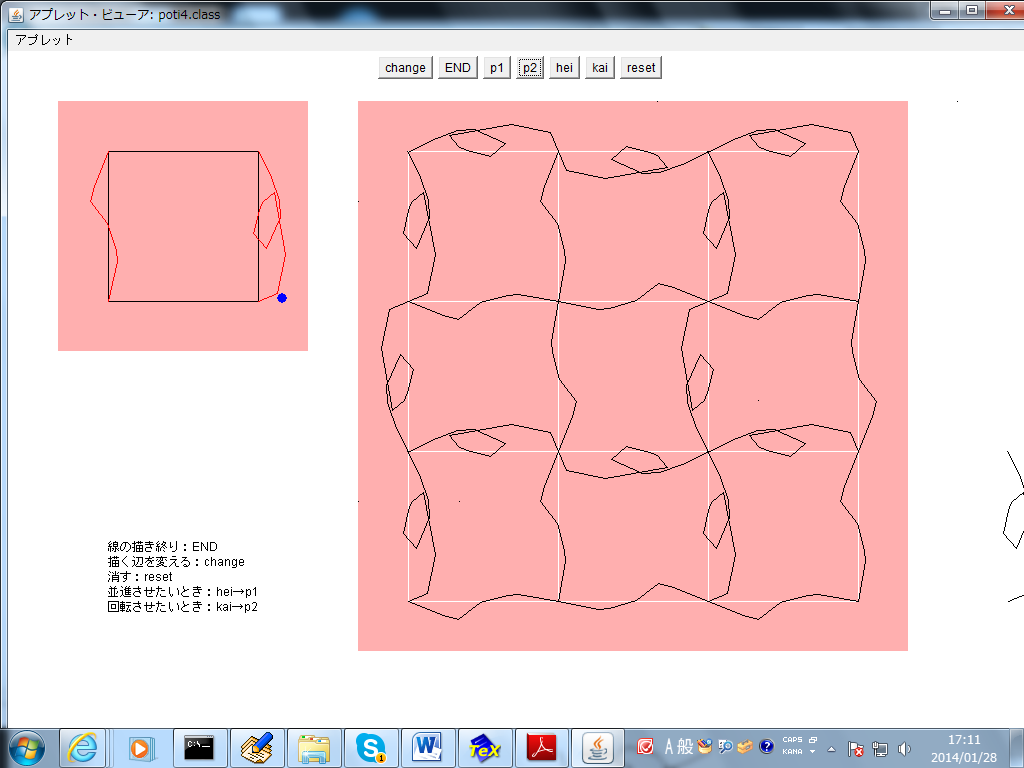 アプレット・ビューア: poti4.class
アプレット
change END p1 p2 hei kai reset
線の描き終り：END
描く辺を変える：change
消す：reset
並進させたいとき：hei→p1
回転させたいとき：kai→p2
C:\
S 1 W TeX A 般 ? CAPS
KANA
17:11
2014/01/28